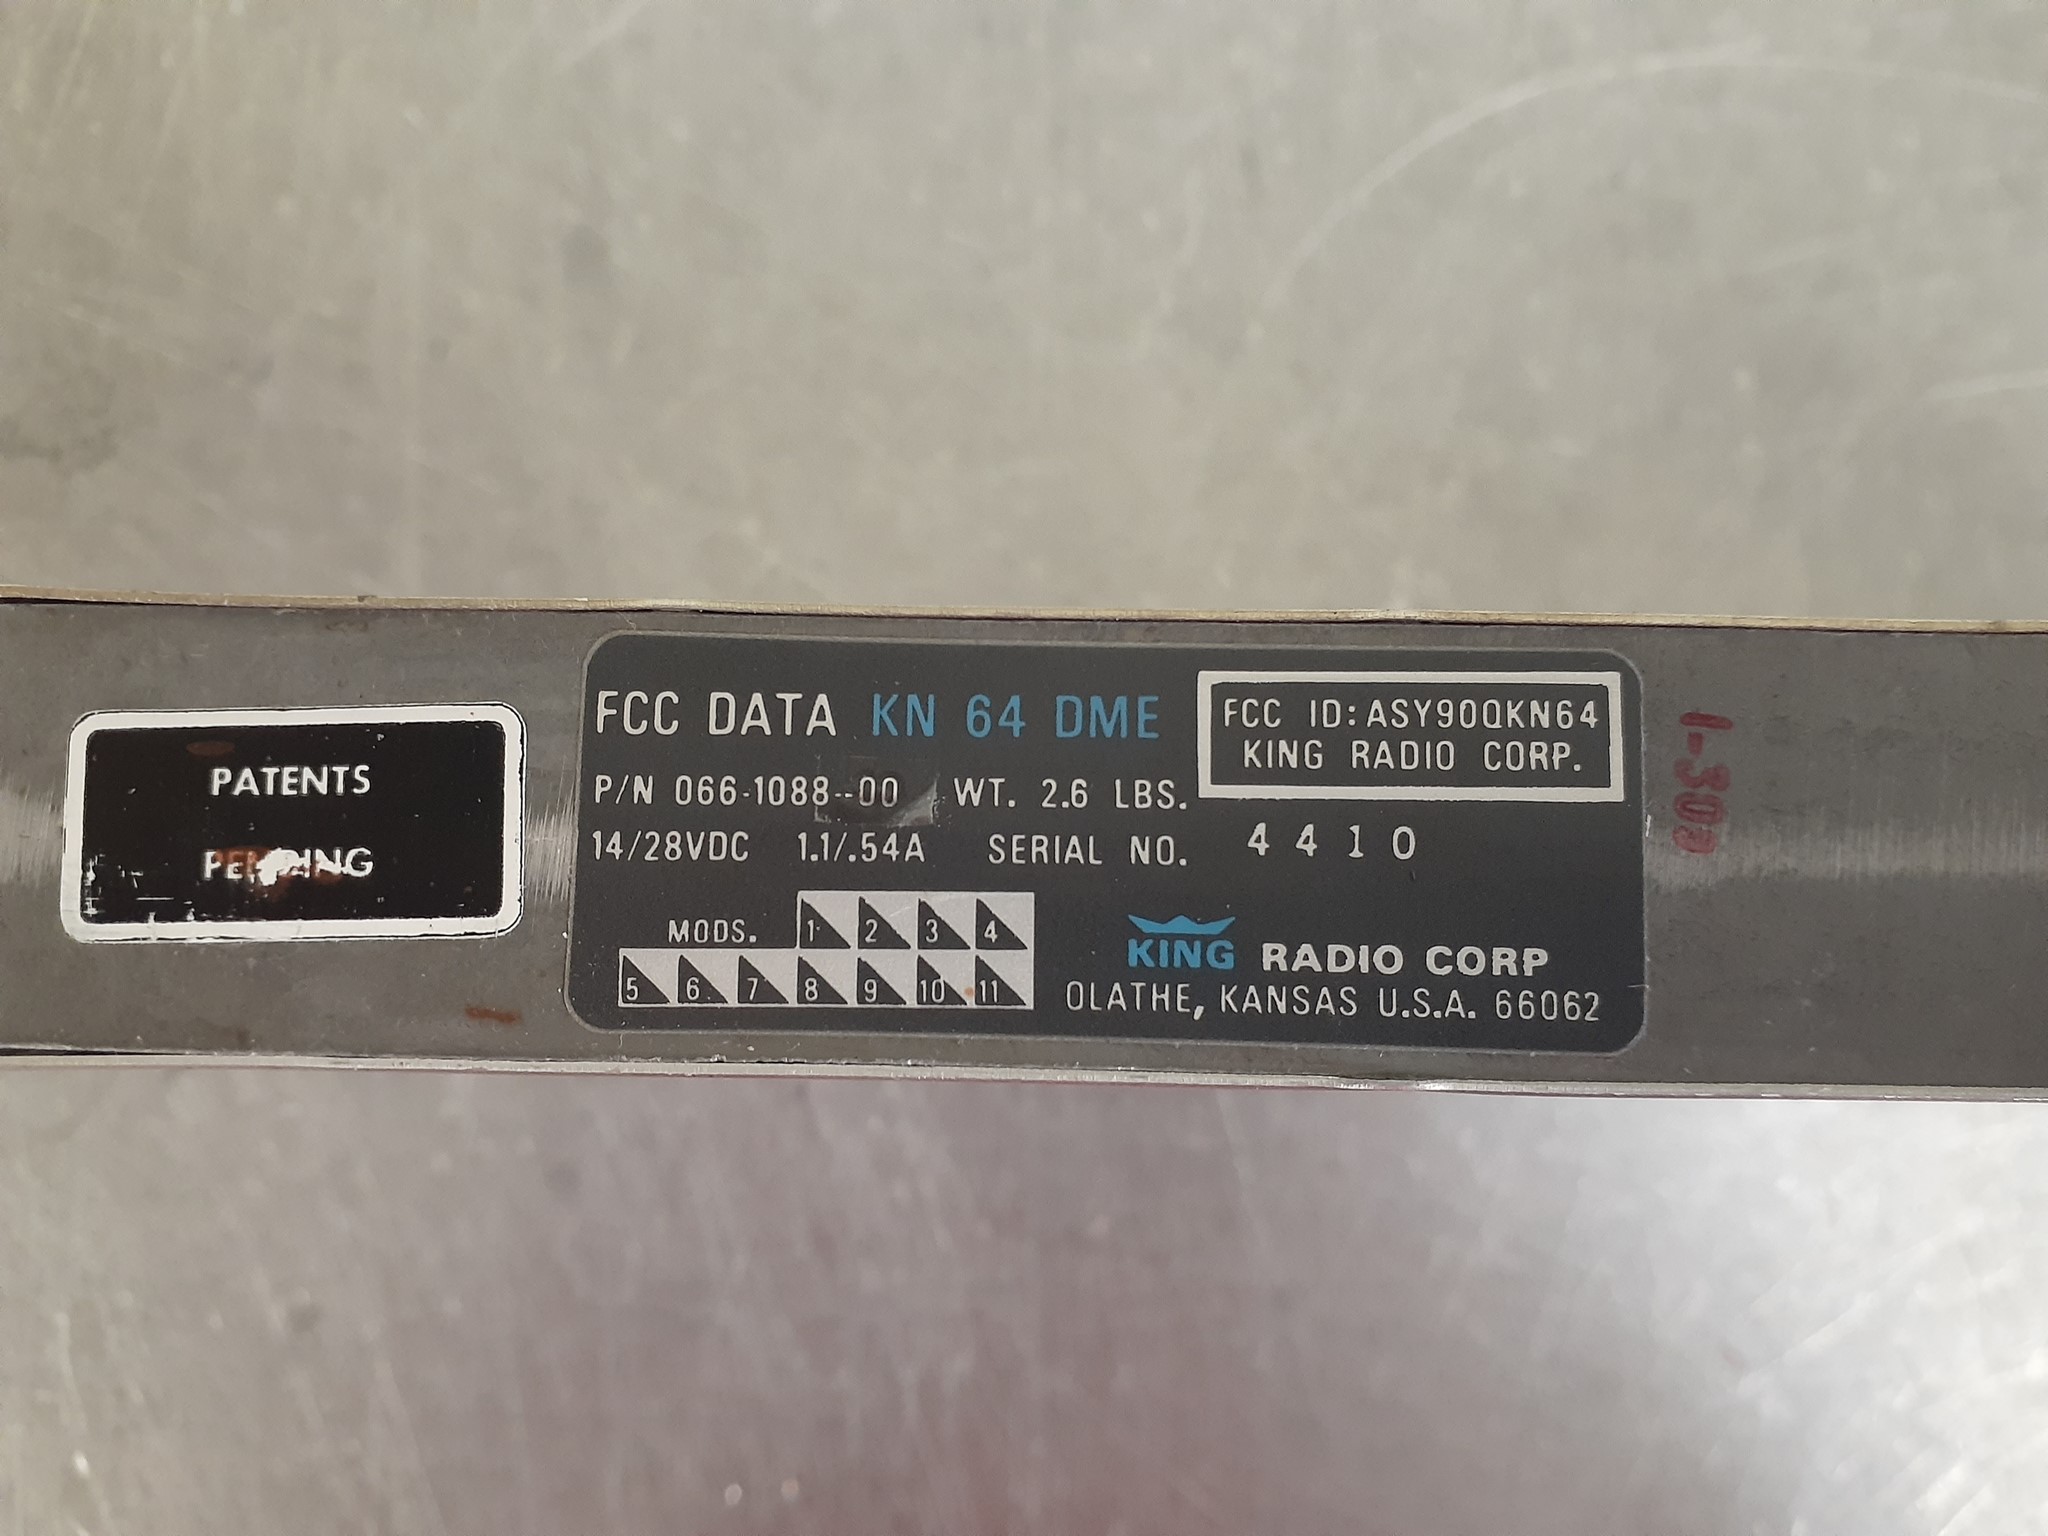 PATENTS
PENDING
FCC DATA KN 64 DME
FCC ID: ASY90QKN64
KING RADIO CORP.
P/N 066-1088--00 WT. 2.6 LBS.
14/28VDC 1.1/.54A SERIAL NO. 4410
MODS. 1 2 3 4
5 6 7 8 9 10 11
KING RADIO CORP
OLATHE, KANSAS U.S.A. 66062